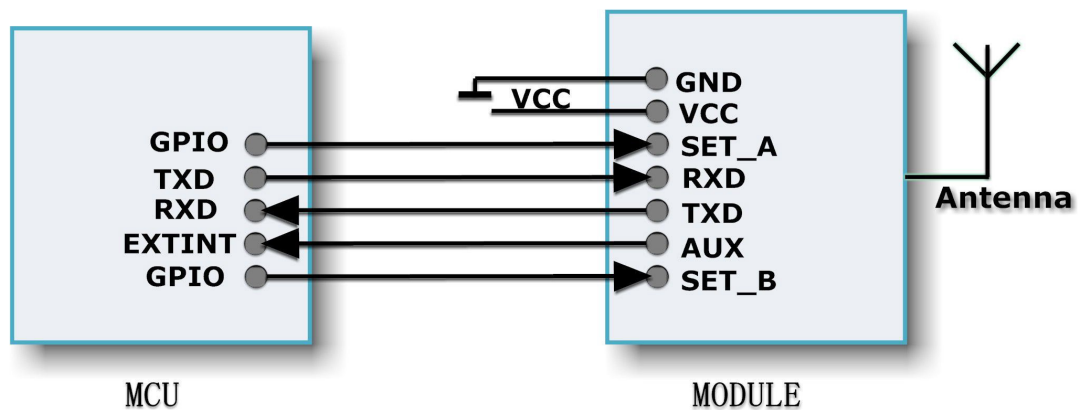 GND
VCC
VCC
GPIO
SET_A
TXD
RXD
RXD
TXD
EXTINT
AUX
GPIO
SET_B
Antenna
MCU
MODULE